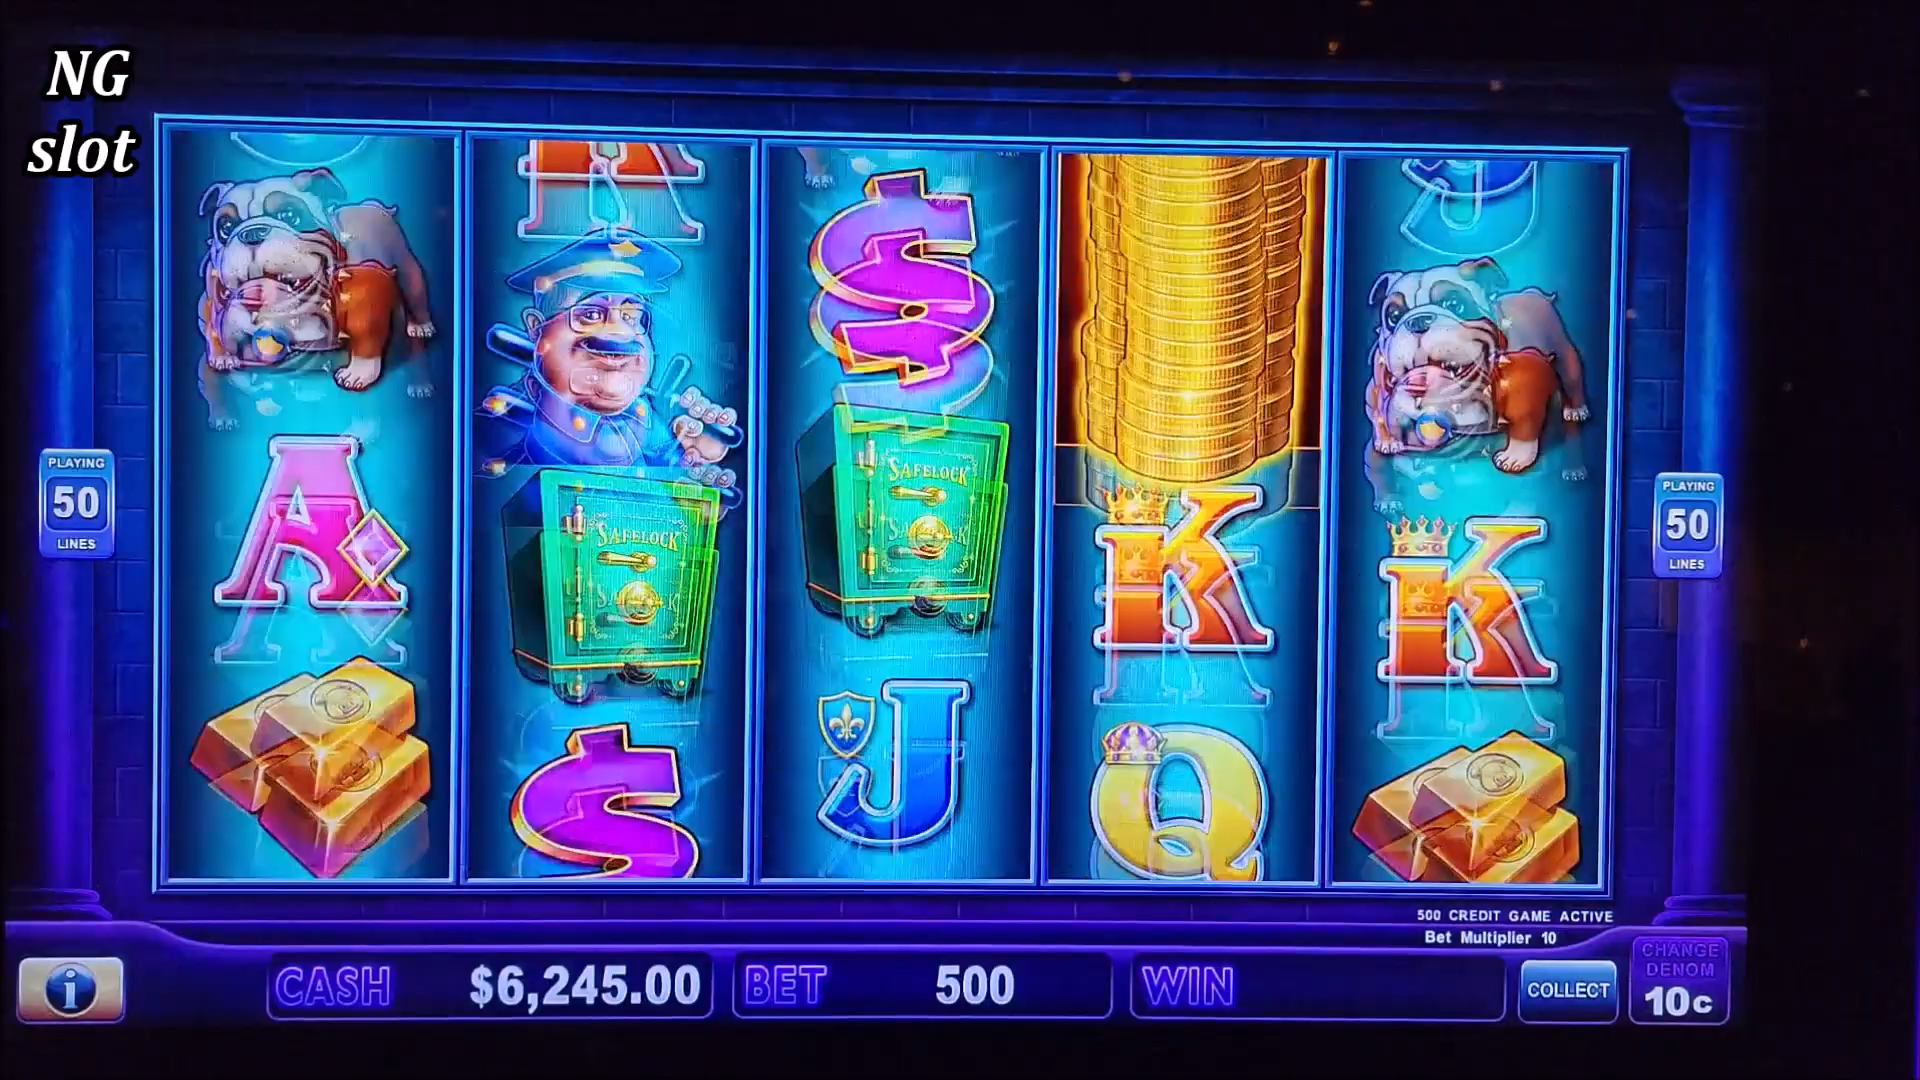 NG
slot
PLAYING
50
LINES
A
SAFELOCK
SAFELOCK
$
$
J
K
Q
K
PLAYING
50
LINES
500 CREDIT GAME ACTIVE
Bet Multiplier 10
CASH $6,245.00
BET 500
WIN
COLLECT
CHANGE
DENOM
10c
i